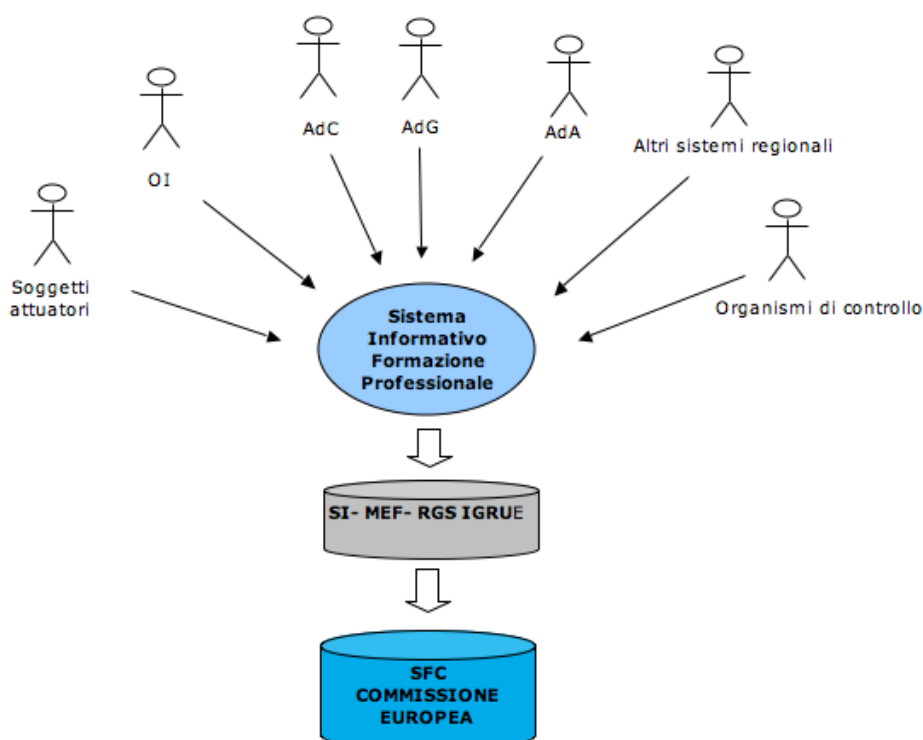 AdC
AdG
AdA
Altri sistemi regionali
OI
Soggetti
attuatori
Organismi di controllo
Sistema
Informativo
Formazione
Professionale
SI- MEF- RGS IGRUE
SFC
COMMISSIONE
EUROPEA